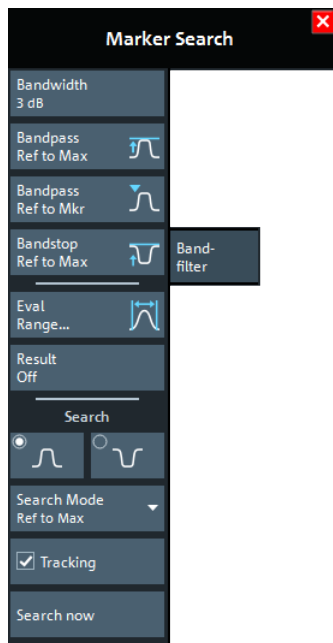 Marker Search
Bandwidth
3 dB
Bandpass
Ref to Max
Bandpass
Ref to Mkr
Bandstop
Ref to Max
Band-
filter
Eval
Range...
Result
Off
Search
Search Mode
Ref to Max
Tracking
Search now